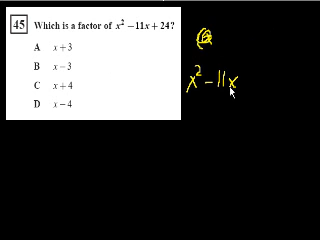 45 Which is a factor of x² −11x + 24?
A x + 3
B x − 3
C x + 4
D x − 4
x² − 11x